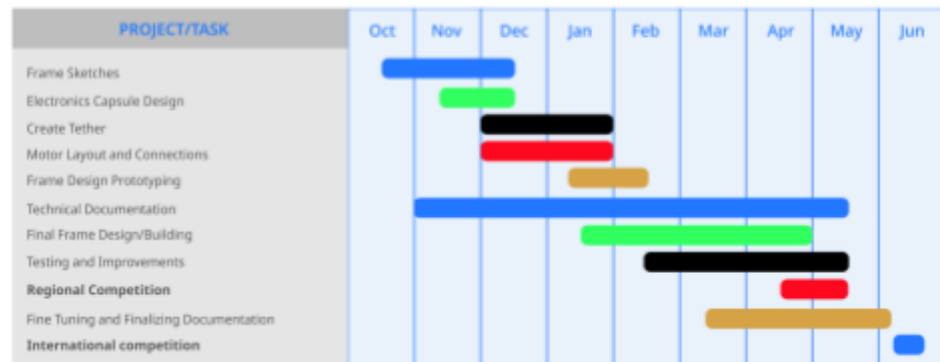 PROJECT/TASK Oct Nov Dec Jan Feb Mar Apr May Jun
Frame Sketches
Electronics Capsule Design
Create Tether
Motor Layout and Connections
Frame Design Prototyping
Technical Documentation
Final Frame Design/Building
Testing and Improvements
Regional Competition
Fine Tuning and Finalizing Documentation
International competition